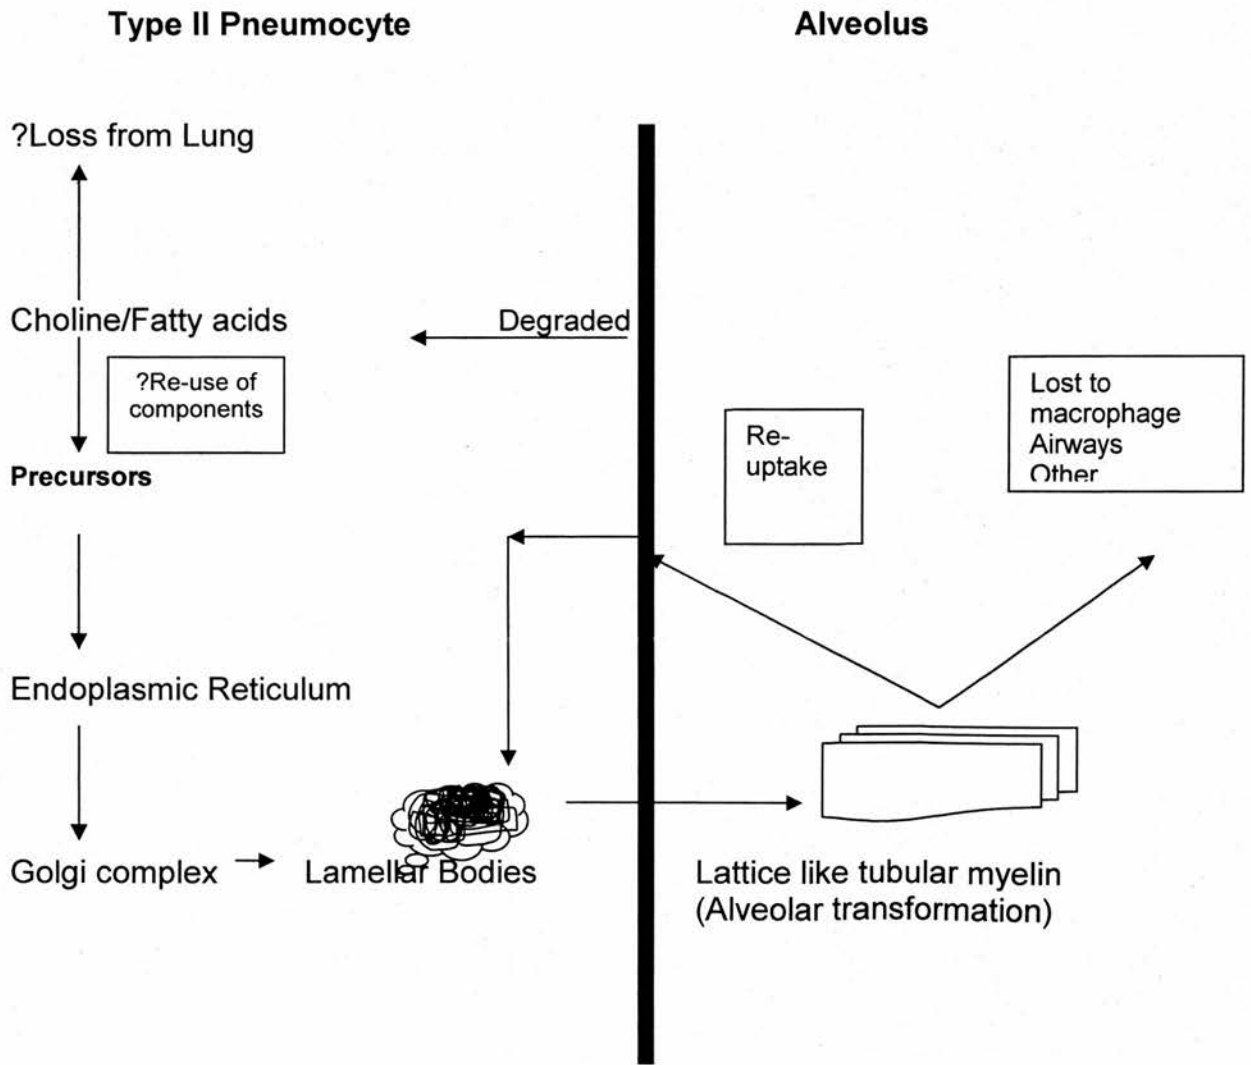 Type II Pneumocyte
Alveolus
?Loss from Lung
Choline/Fatty acids
Degraded
?Re-use of
components
Precursors
Re-
uptake
Lost to
macrophage
Airways
Other
Endoplasmic Reticulum
Golgi complex
Lamellar Bodies
Lattice like tubular myelin
(Alveolar transformation)